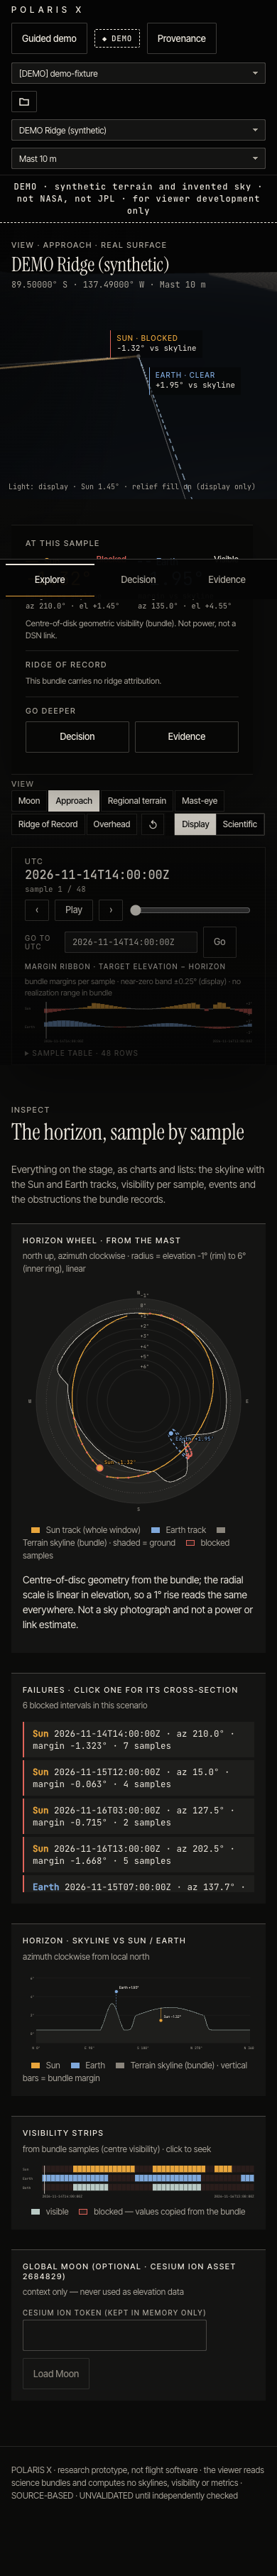 POLARIS X
Guided demo
◆ DEMO
Provenance
[DEMO] demo-fixture
DEMO Ridge (synthetic)
Mast 10 m
DEMO · synthetic terrain and invented sky ·
not NASA, not JPL · for viewer development
only
VIEW · APPROACH · REAL SURFACE
DEMO Ridge (synthetic)
89.50000° S · 137.49000° W · Mast 10 m
SUN · BLOCKED
-1.32° vs skyline
EARTH · CLEAR
+1.95° vs skyline
Light: display · Sun 1.45° · relief fill on (display only)
AT THIS SAMPLE
Explore
Decision
Evidence
az 210.0° · el +1.45°
az 135.0° · el +4.55°
Centre-of-disk geometric visibility (bundle). Not power, not a
DSN link.
RIDGE OF RECORD
This bundle carries no ridge attribution.
GO DEEPER
Decision
Evidence
VIEW
Moon
Approach
Regional terrain
Mast-eye
Ridge of Record
Overhead
Display
Scientific
UTC
2026-11-14T14:00:00Z
sample 1 / 48
‹
Play
›
GO TO
UTC
2026-11-14T14:00:00Z
Go
MARGIN RIBBON · TARGET ELEVATION − HORIZON
bundle margins per sample · near-zero band ±0.25° (display) · no
realization range in bundle
▸ SAMPLE TABLE · 48 ROWS
INSPECT
The horizon, sample by sample
Everything on the stage, as charts and lists: the skyline with
the Sun and Earth tracks, visibility per sample, events and
the obstructions the bundle records.
HORIZON WHEEL · FROM THE MAST
north up, azimuth clockwise · radius = elevation -1° (rim) to 6°
(inner ring), linear
N
-1°
0°
+1°
+2°
+3°
+4°
+5°
+6°
W
E
Sun -1.32°
Earth +1.95°
S
Sun track (whole window)
Earth track
Terrain skyline (bundle) · shaded = ground
blocked
samples
Centre-of-disc geometry from the bundle; the radial
scale is linear in elevation, so a 1° rise reads the same
everywhere. Not a sky photograph and not a power or
link estimate.
FAILURES · CLICK ONE FOR ITS CROSS-SECTION
6 blocked intervals in this scenario
Sun 2026-11-14T14:00:00Z · az 210.0° ·
margin -1.323° · 7 samples
Sun 2026-11-15T12:00:00Z · az 15.0° ·
margin -0.063° · 4 samples
Sun 2026-11-16T03:00:00Z · az 127.5° ·
margin -0.715° · 2 samples
Sun 2026-11-16T13:00:00Z · az 202.5° ·
margin -1.668° · 5 samples
Earth 2026-11-15T07:00:00Z · az 137.7° ·
HORIZON · SKYLINE VS SUN / EARTH
azimuth clockwise from local north
Sun
Earth
Terrain skyline (bundle) · vertical
bars = bundle margin
VISIBILITY STRIPS
from bundle samples (centre visibility) · click to seek
visible
blocked — values copied from the bundle
GLOBAL MOON (OPTIONAL · CESIUM ION ASSET
2684829)
context only — never used as elevation data
CESIUM ION TOKEN (KEPT IN MEMORY ONLY)
Load Moon
POLARIS X · research prototype, not flight software · the viewer reads
science bundles and computes no skylines, visibility or metrics ·
SOURCE-BASED · UNVALIDATED until independently checked